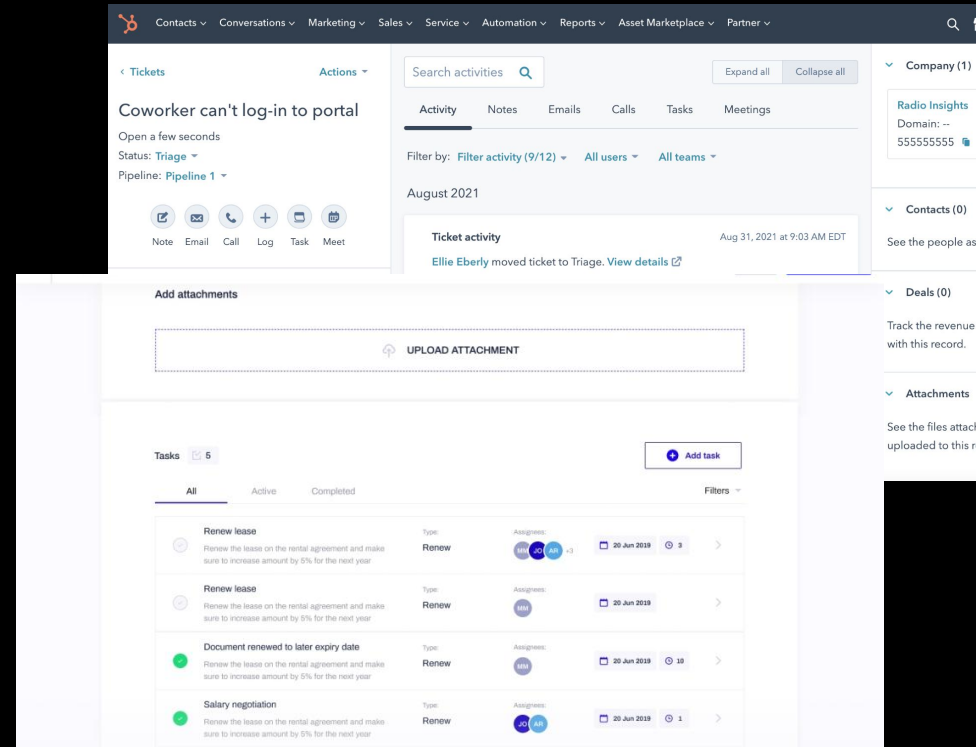 Contacts Conversations Marketing Sales Service Automation Reports Asset Marketplace Partner
Tickets Actions
Coworker can't log-in to portal
Open a few seconds
Status: Triage
Pipeline: Pipeline 1
Note Email Call Log Task Meet
Search activities
Expand all Collapse all
Activity Notes Emails Calls Tasks Meetings
Filter by: Filter activity (9/12) All users All teams
August 2021
Ticket activity Aug 31, 2021 at 9:03 AM EDT
Ellie Eberly moved ticket to Triage. View details
Company (1)
Radio Insights
Domain: --
555555555
Contacts (0)
See the people as
Deals (0)
Track the revenue
with this record.
Attachments
See the files attach
uploaded to this r
Add attachments
UPLOAD ATTACHMENT
Tasks 5
Add task
All Active Completed Filters
Renew lease
Renew the lease on the rental agreement and make
sure to increase amount by 5% for the next year
Type:
Renew
Assignees:
MM JO AR +3
20 Jun 2019 3
Renew lease
Renew the lease on the rental agreement and make
sure to increase amount by 5% for the next year
Type:
Renew
Assignees:
MM
20 Jun 2019
Document renewed to later expiry date
Renew the lease on the rental agreement and make
sure to increase amount by 5% for the next year
Type:
Renew
Assignees:
MM
20 Jun 2019 10
Salary negotiation
Renew the lease on the rental agreement and make
sure to increase amount by 5% for the next year
Type:
Renew
Assignees:
JO AR
20 Jun 2019 1